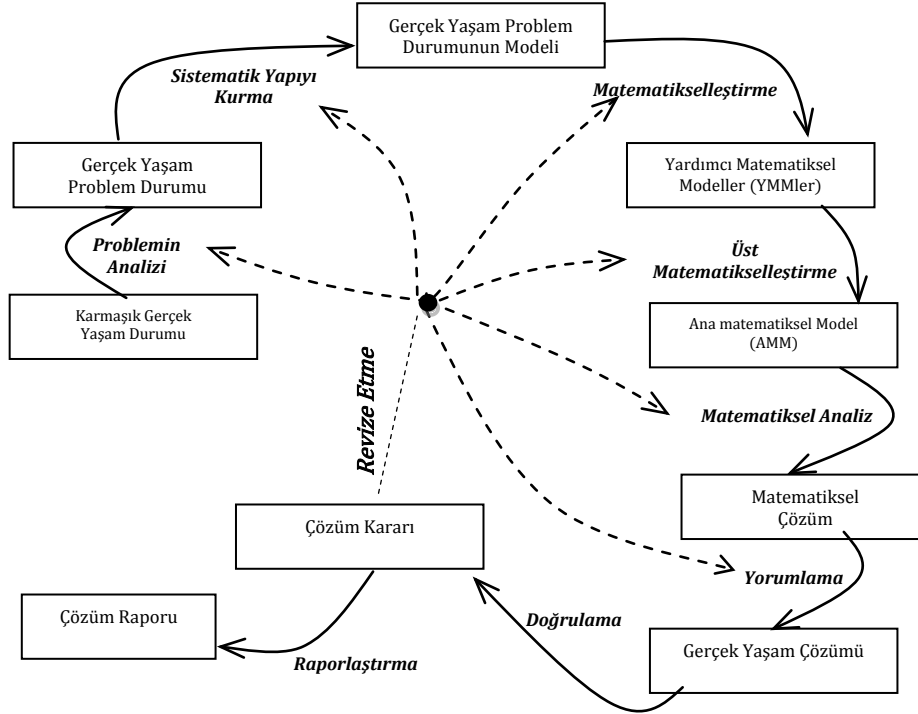 Gerçek Yaşam Problem
Durumunun Modeli
Sistematik Yapıyı
Kurma
Matematikselleştirme
Gerçek Yaşam
Problem Durumu
Yardımcı Matematiksel
Modeller (YMMler)
Problemin
Analizi
Üst
Matematikselleştirme
Karmaşık Gerçek
Yaşam Durumu
Ana matematiksel Model
(AMM)
Revize Etme
Matematiksel Analiz
Matematiksel
Çözüm
Çözüm Kararı
Yorumlama
Çözüm Raporu
Doğrulama
Gerçek Yaşam Çözümü
Raporlaştırma